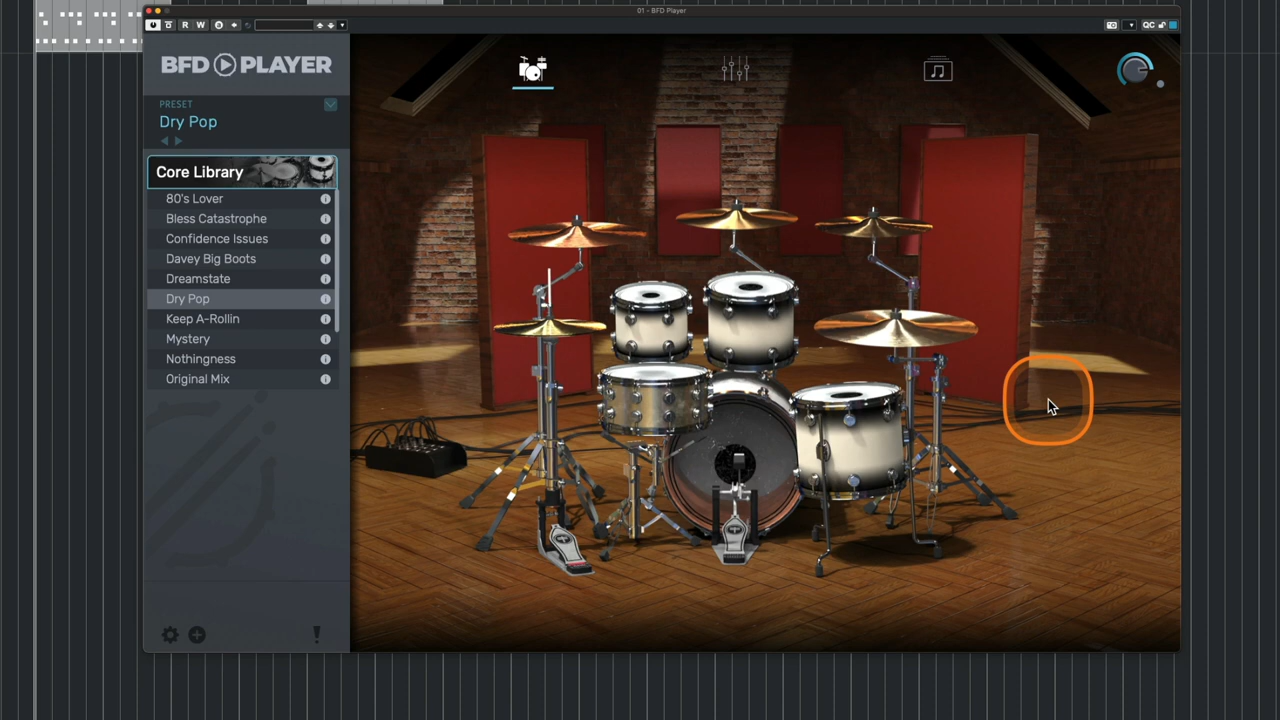 01 - BFD Player
R W
QC
BFD PLAYER
PRESET
Dry Pop
Core Library
80's Lover
Bless Catastrophe
Confidence Issues
Davey Big Boots
Dreamstate
Dry Pop
Keep A-Rollin
Mystery
Nothingness
Original Mix